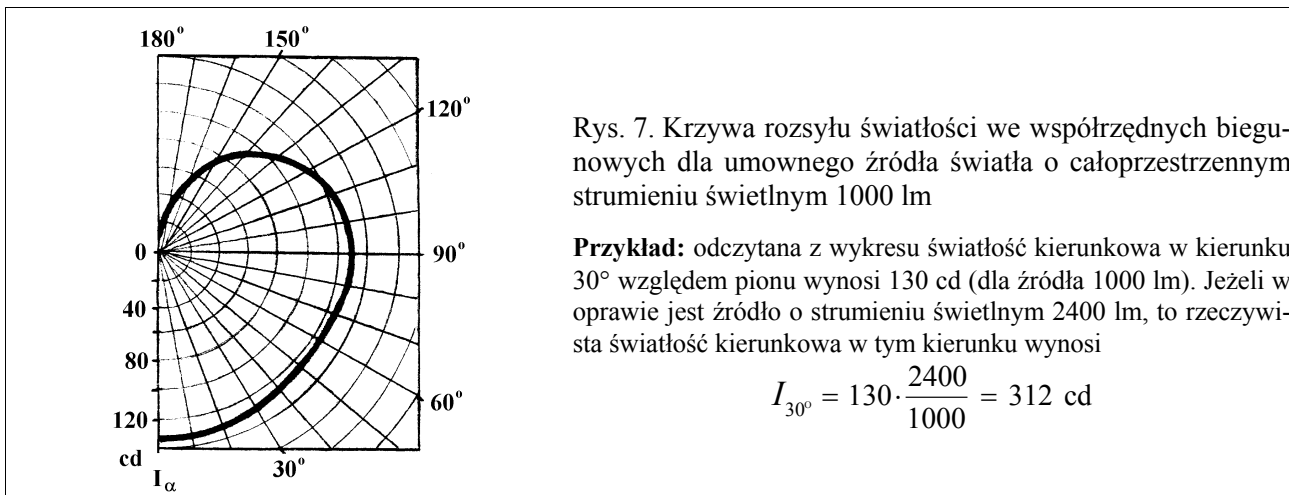 180° 150°
120°
0 90°
40
80
120 60°
cd 30°
I α
Rys. 7. Krzywa rozsyłu światłości we współrzędnych biegu-
nowych dla umownego źródła światła o całoprzestrzennym
strumieniu świetlnym 1000 lm
Przykład: odczytana z wykresu światłość kierunkowa w kierunku
30° względem pionu wynosi 130 cd (dla źródła 1000 lm). Jeżeli w
oprawie jest źródło o strumieniu świetlnym 2400 lm, to rzeczywi-
sta światłość kierunkowa w tym kierunku wynosi
I30° = 130 · 2400/1000 = 312 cd